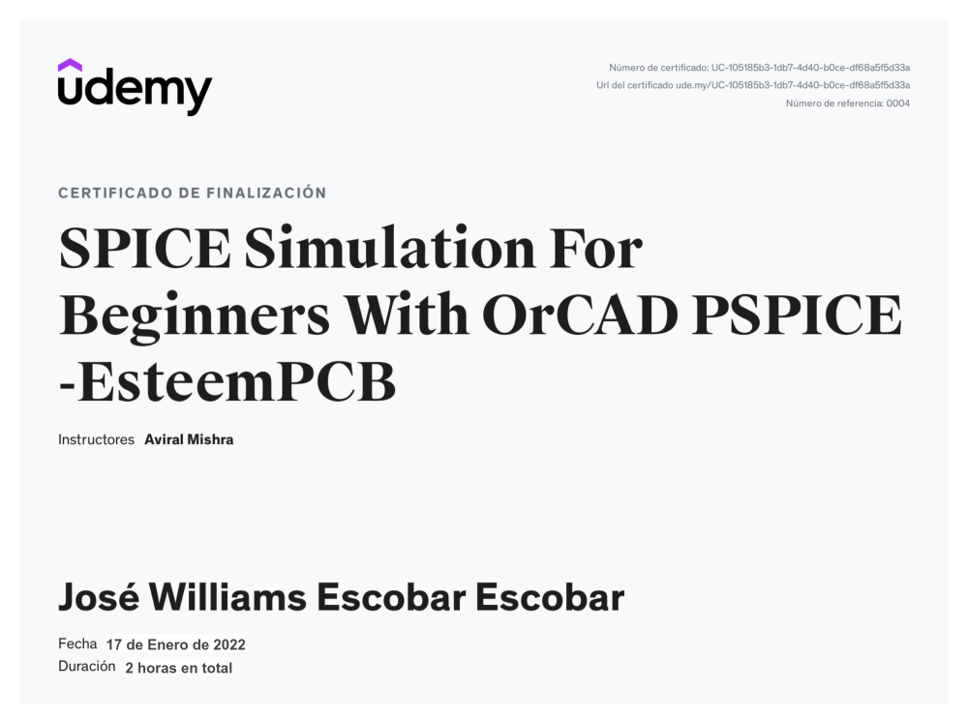 udemy
Número de certificado: UC-105185b3-1db7-4d40-b0ce-df68a5f5d33a
Url del certificado ude.my/UC-105185b3-1db7-4d40-b0ce-df68a5f5d33a
Número de referencia: 0004
CERTIFICADO DE FINALIZACIÓN
SPICE Simulation For
Beginners With OrCAD PSPICE
-EsteemPCB
Instructores Aviral Mishra
José Williams Escobar Escobar
Fecha 17 de Enero de 2022
Duración 2 horas en total